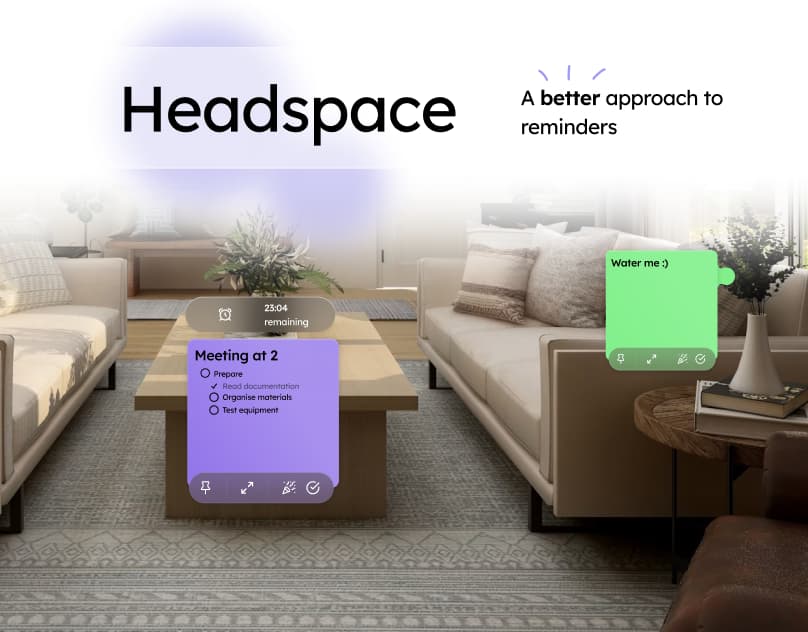 Headspace
A better approach to
reminders
Water me :)
23:04
remaining
Meeting at 2
Prepare
Read documentation
Organise materials
Test equipment